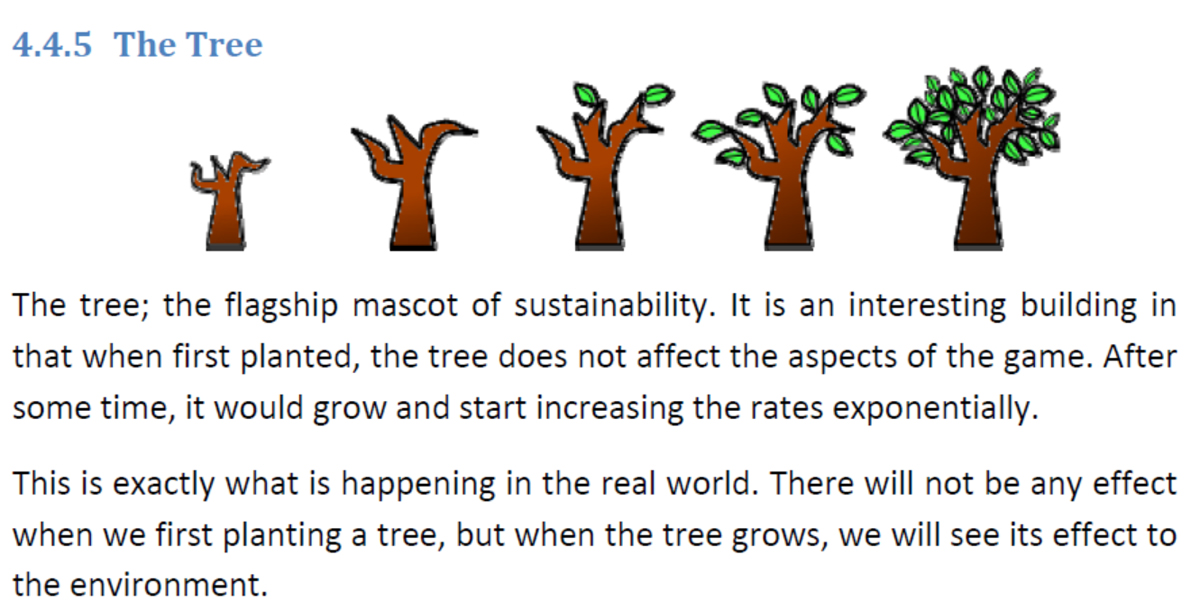 4.4.5 The Tree
The tree; the flagship mascot of sustainability. It is an interesting building in
that when first planted, the tree does not affect the aspects of the game. After
some time, it would grow and start increasing the rates exponentially.
This is exactly what is happening in the real world. There will not be any effect
when we first planting a tree, but when the tree grows, we will see its effect to
the environment.